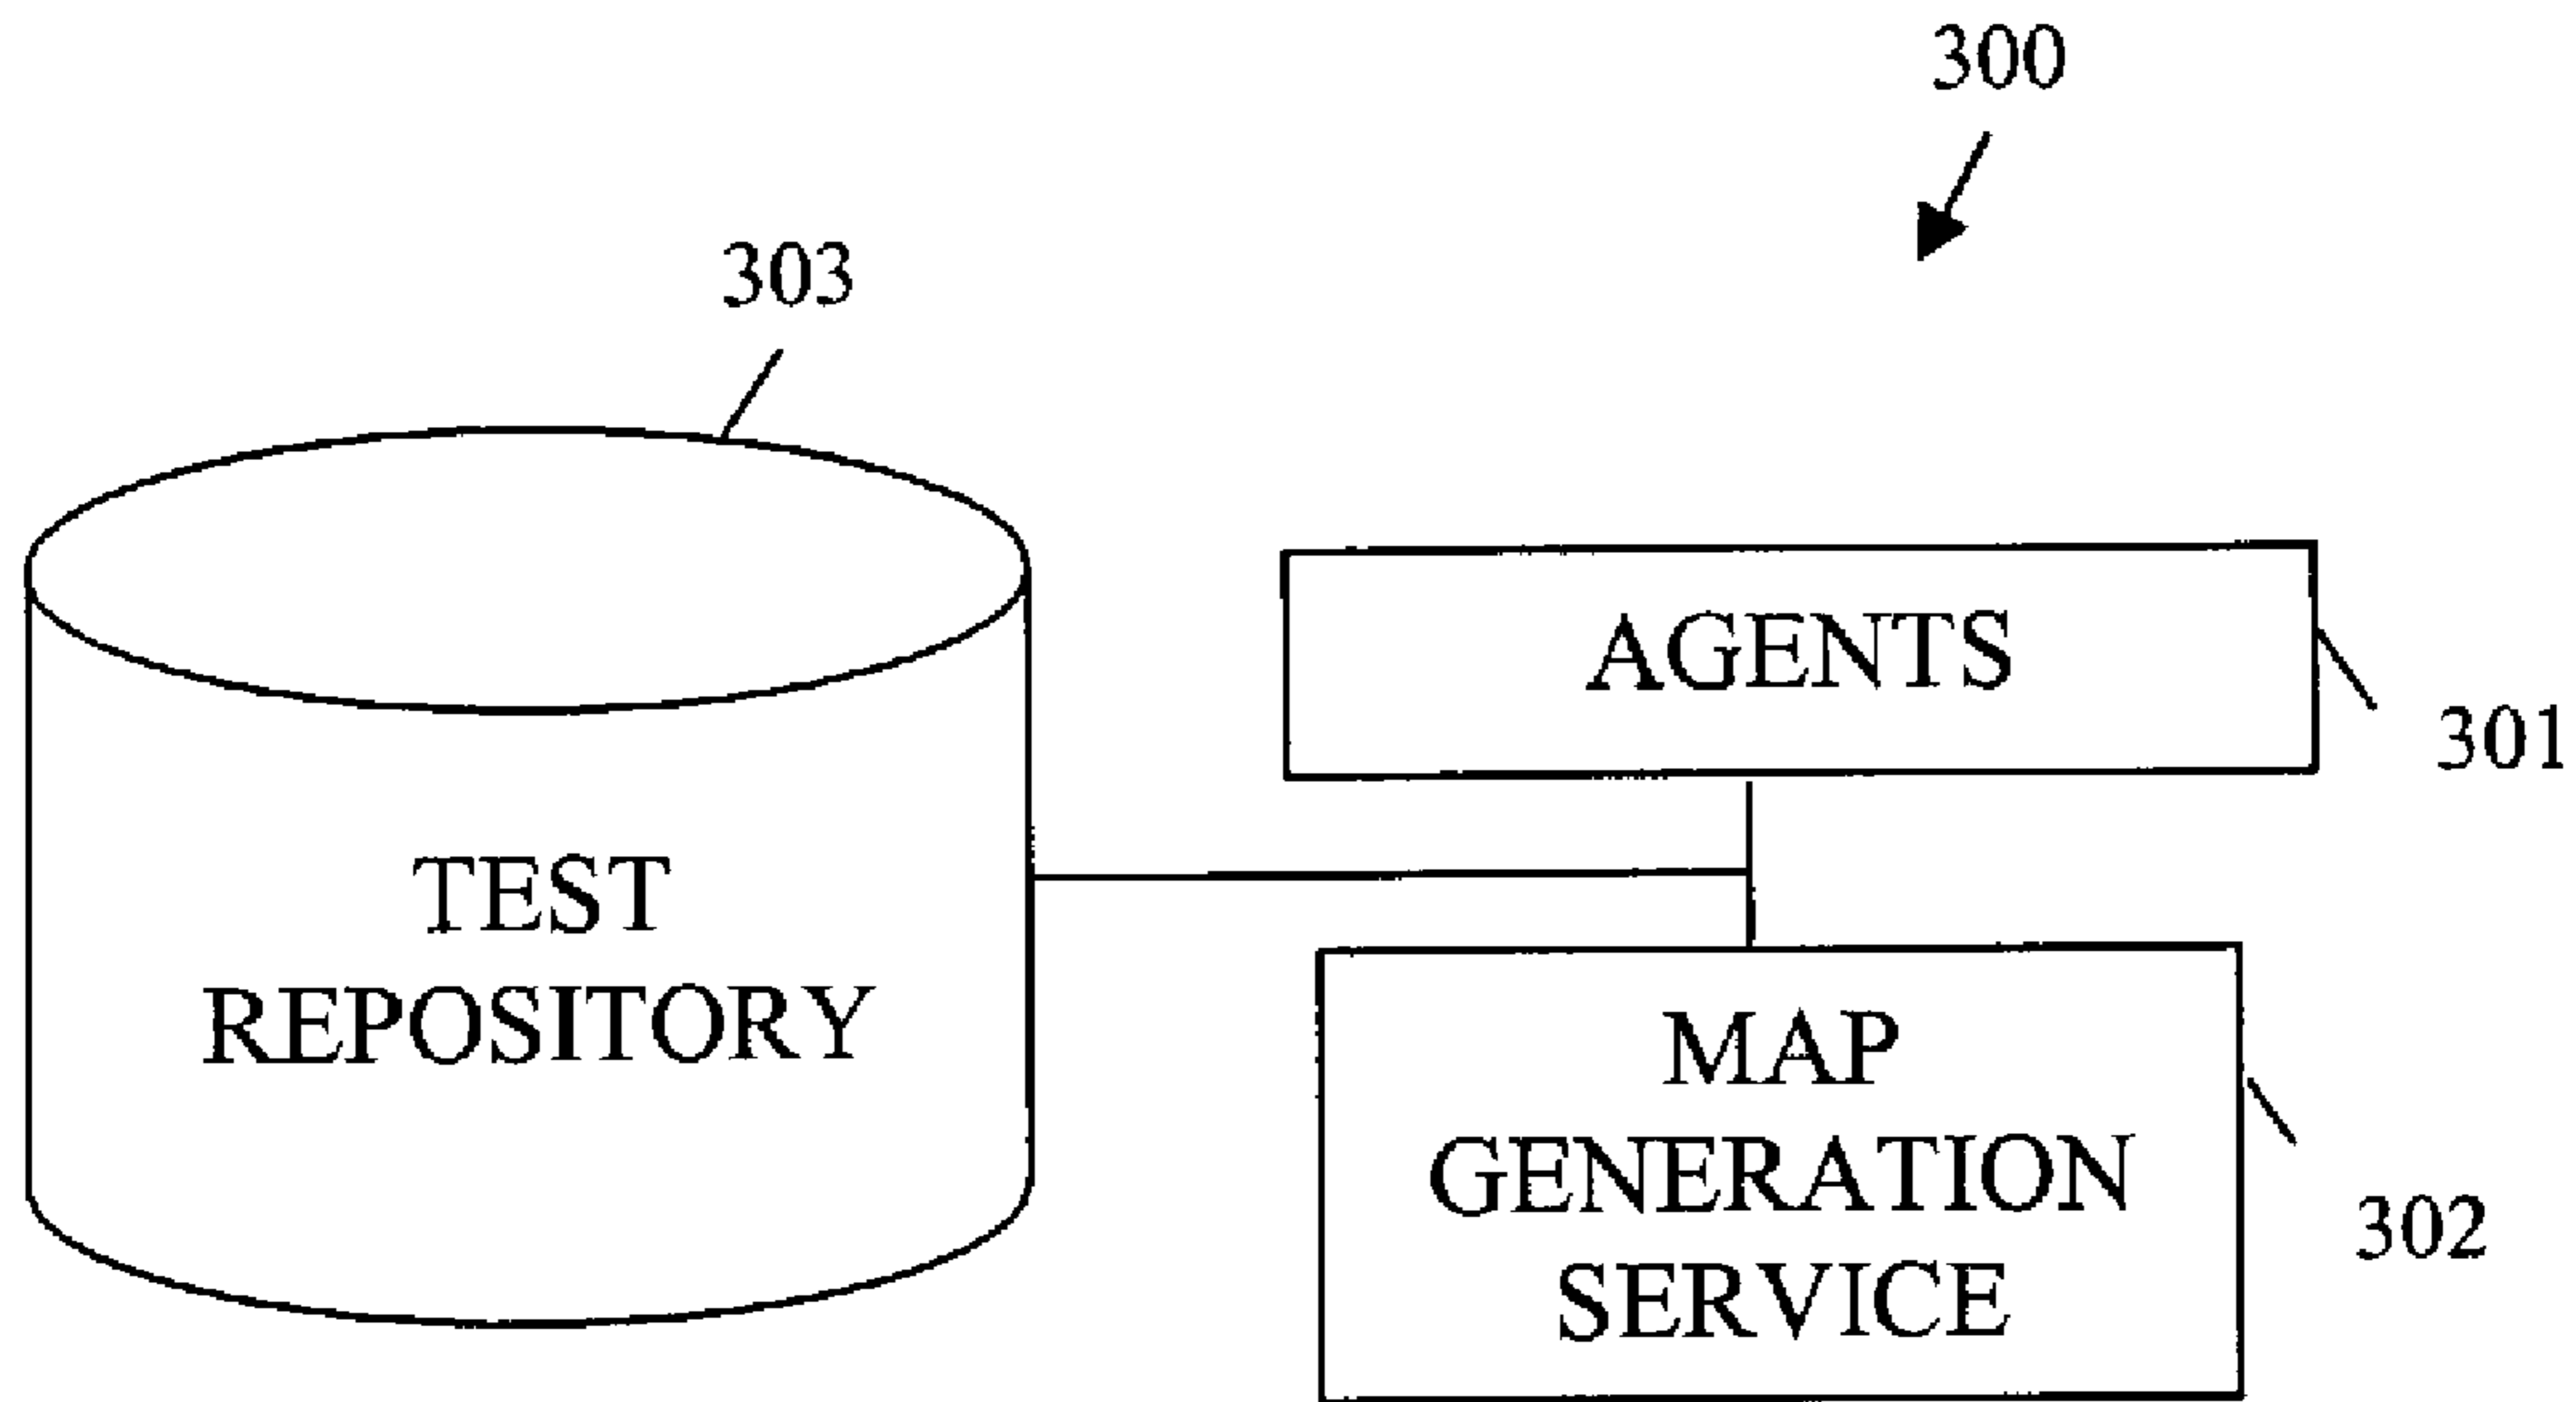 300
303
AGENTS
301
TEST
REPOSITORY
MAP
GENERATION
SERVICE
302